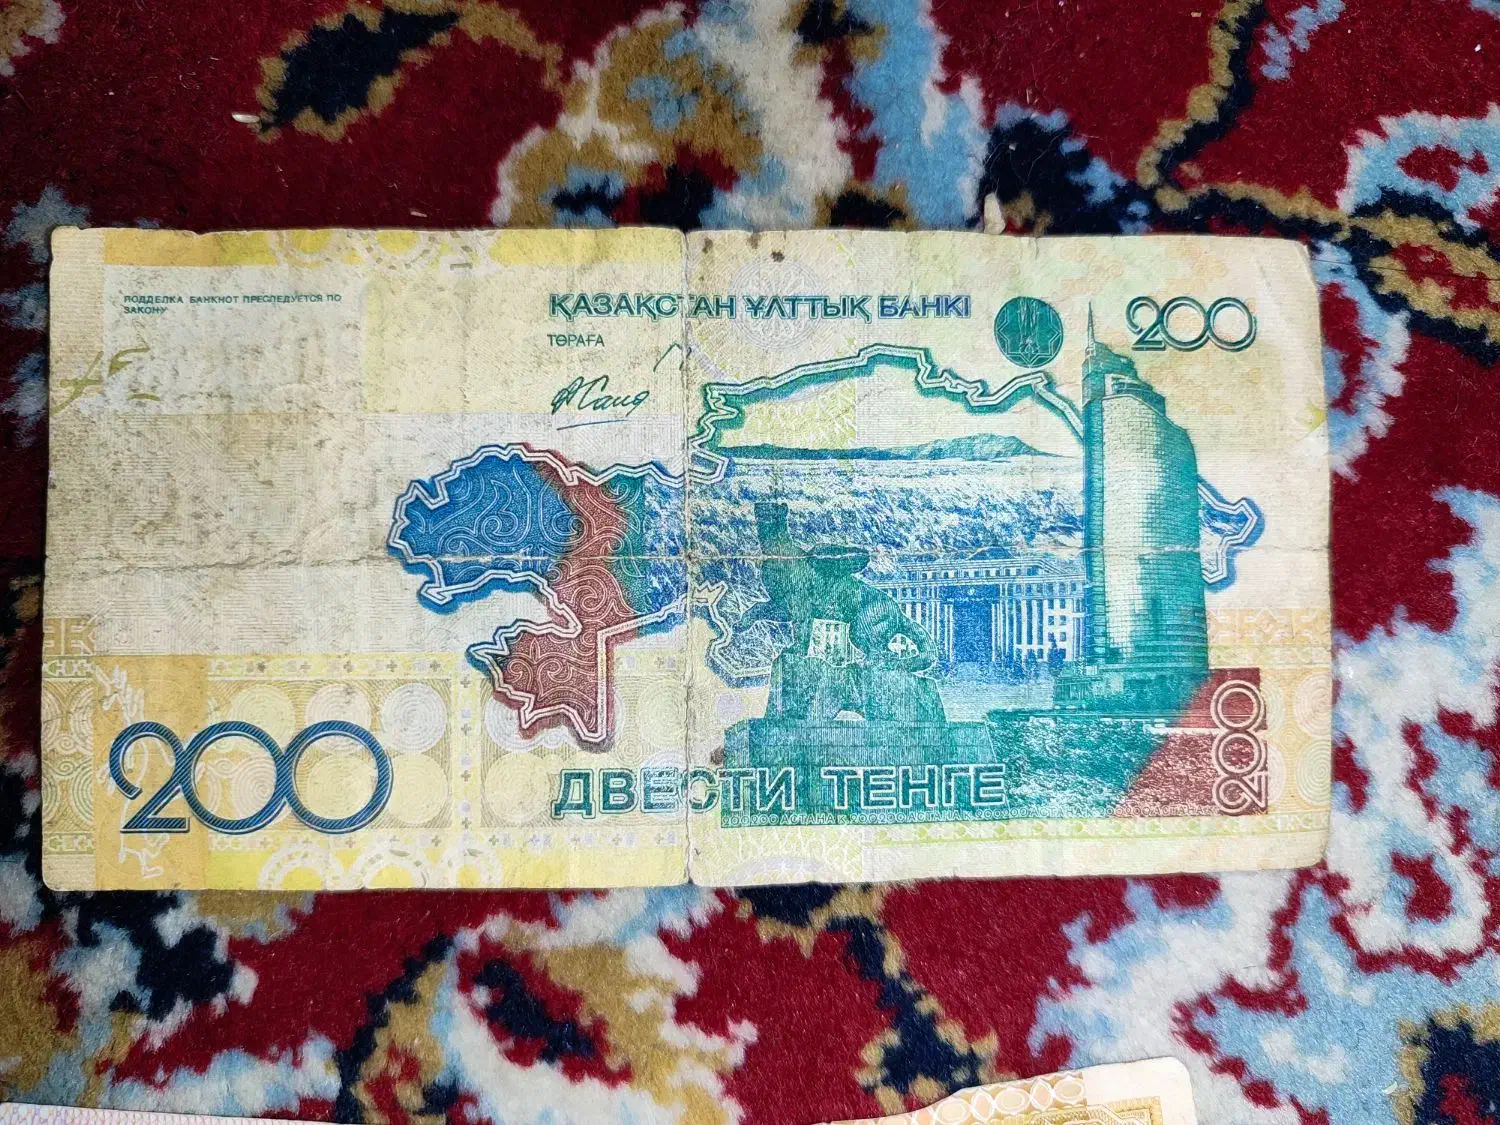 ПОДДЕЛКА БАНКНОТ ПРЕСЛЕДУЕТСЯ ПО
ЗАКОНУ
ҚАЗАҚСТАН ҰЛТТЫҚ БАНКІ
ТӨРАҒА
200
200
ДВЕСТИ ТЕНГЕ
200